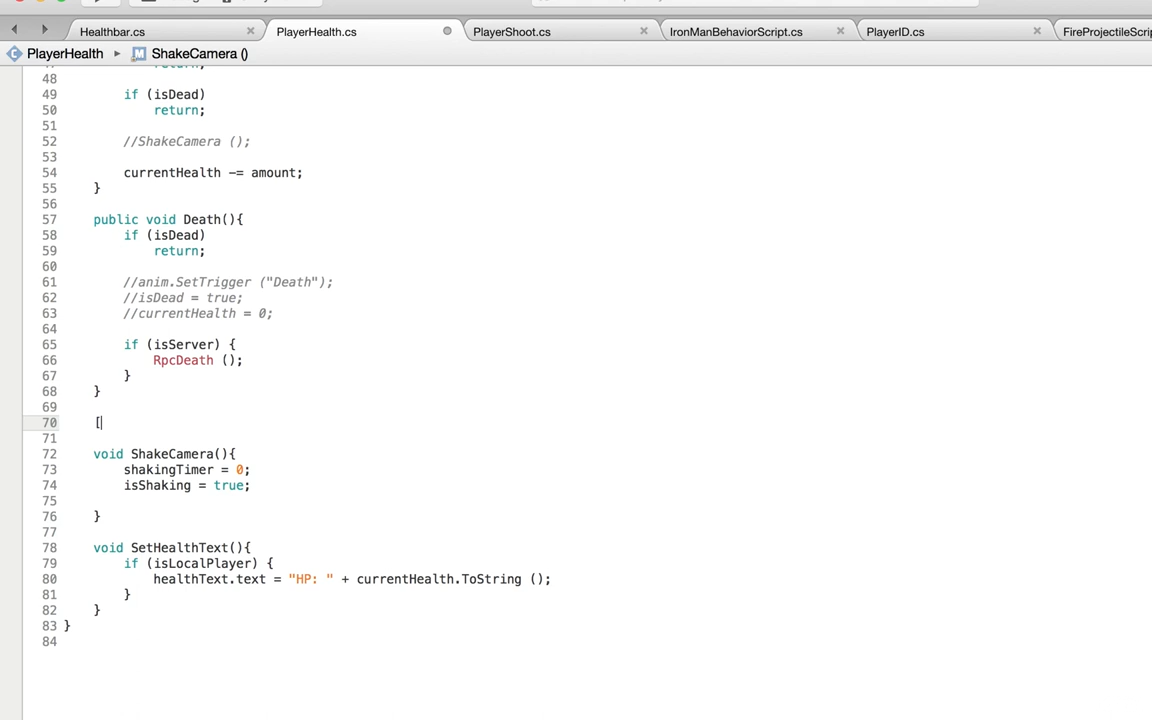 Healthbar.cs PlayerHealth.cs PlayerShoot.cs IronManBehaviorScript.cs PlayerID.cs FireProjectileScri
PlayerHealth ShakeCamera ()
return;
48
49 if (isDead)
50 return;
51
52 //ShakeCamera ();
53
54 currentHealth -= amount;
55 }
56
57 public void Death(){
58 if (isDead)
59 return;
60
61 //anim.SetTrigger ("Death");
62 //isDead = true;
63 //currentHealth = 0;
64
65 if (isServer) {
66 RpcDeath ();
67 }
68 }
69
70 [
71
72 void ShakeCamera(){
73 shakingTimer = 0;
74 isShaking = true;
75
76 }
77
78 void SetHealthText(){
79 if (isLocalPlayer) {
80 healthText.text = "HP: " + currentHealth.ToString ();
81 }
82 }
83 }
84